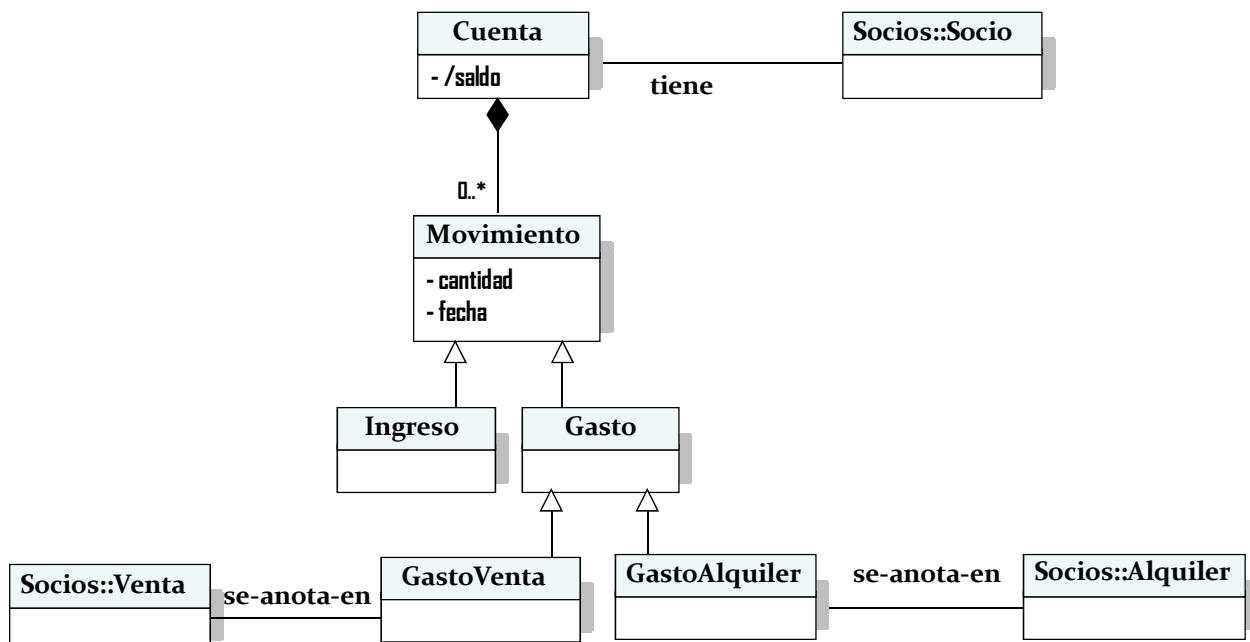 Cuenta
- /saldo
Socios::Socio
tiene
0..*
Movimiento
- cantidad
- fecha
Ingreso
Gasto
Socios::Venta
se-anota-en
GastoVenta
GastoAlquiler
se-anota-en
Socios::Alquiler